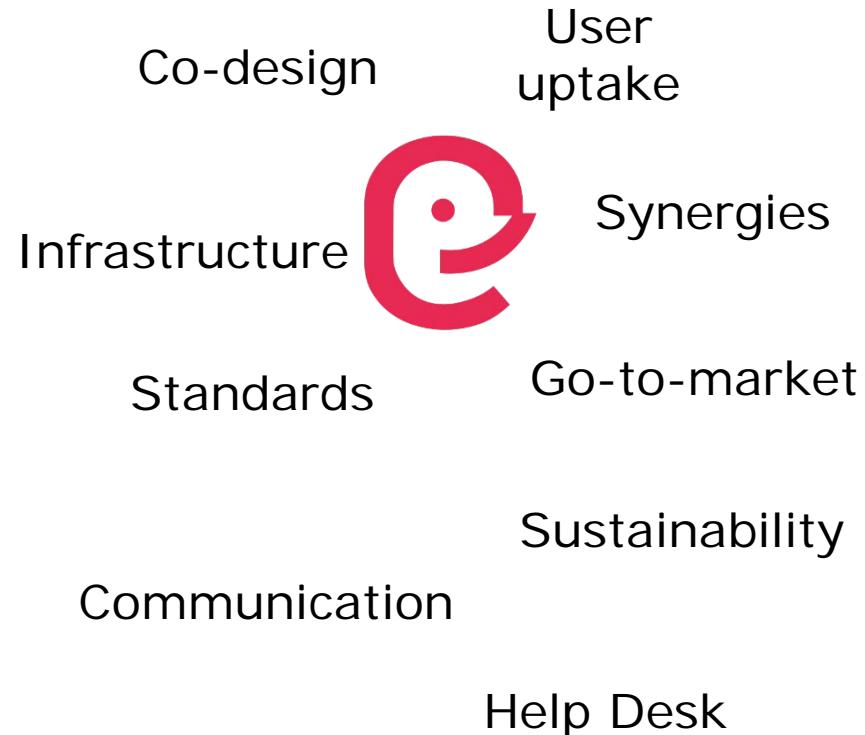 Co-design
User
uptake
Synergies
Infrastructure
Standards
Go-to-market
Sustainability
Communication
Help Desk